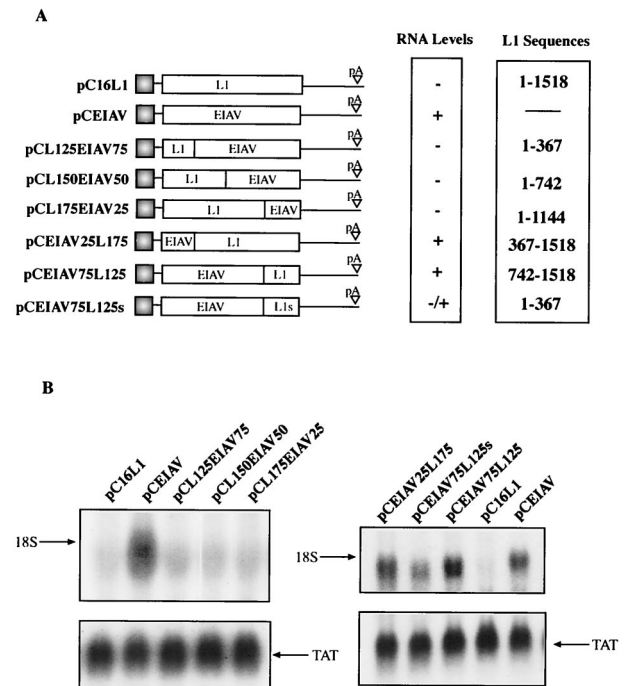 A
RNA Levels L1 Sequences
pC16L1 L1 pA - 1-1518
pCEIAV EIAV pA +
pCL125EIAV75 L1 EIAV pA - 1-367
pCL150EIAV50 L1 EIAV pA - 1-742
pCL175EIAV25 L1 EIAV pA - 1-1144
pCEIAV25L175 EIAV L1 pA + 367-1518
pCEIAV75L125 EIAV L1 pA + 742-1518
pCEIAV75L125s EIAV L1s pA -/+ 1-367
B
pC16L1 pCEIAV pCL125EIAV75 pCL150EIAV50 pCL175EIAV25
18S
TAT
pCEIAV25L175 pCEIAV75L125s pCEIAV75L125 pC16L1 pCEIAV
18S
TAT